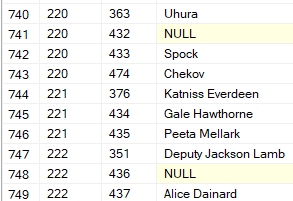 740 220 363 Uhura
741 220 432 NULL
742 220 433 Spock
743 220 474 Chekov
744 221 376 Katniss Everdeen
745 221 434 Gale Hawthorne
746 221 435 Peeta Mellark
747 222 351 Deputy Jackson Lamb
748 222 436 NULL
749 222 437 Alice Dainard